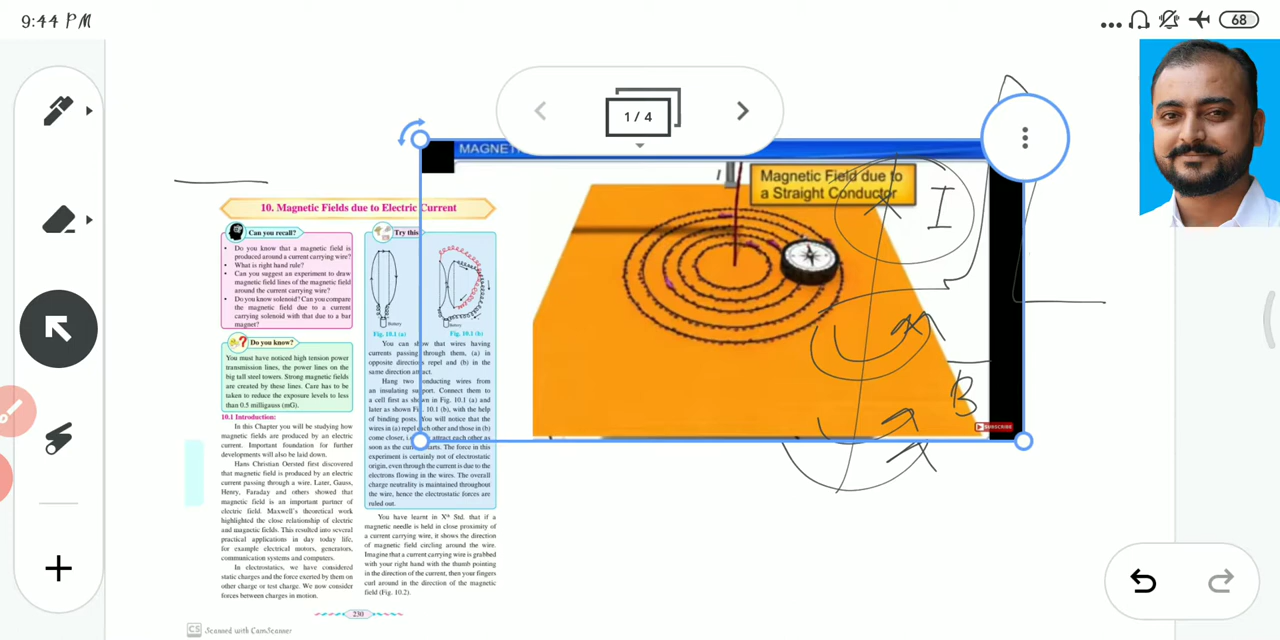 9:44 PM
68
1 / 4
MAGNET
I
Magnetic Field due to
a Straight Conductor
I
B
SUBSCRIBE
10. Magnetic Fields due to Electric Current
Can you recall?
• Do you know that a magnetic field is
produced around a current carrying wire?
• What is right hand rule?
• Can you suggest an experiment to draw
magnetic field lines of the magnetic field
around the current carrying wire?
• Do you know solenoid? Can you compare
the magnetic field due to a current
carrying solenoid with that due to a bar
magnet?
Do you know?
You must have noticed high tension power
transmission lines, the power lines on the
big tall steel towers. Strong magnetic fields
are created by these lines. Care has to be
taken to reduce the exposure levels to less
than 0.5 milligauss (mG).
10.1 Introduction:
In this Chapter you will be studying how
magnetic fields are produced by an electric
current. Important foundation for further
developments will also be laid down.
Hans Christian Oersted first discovered
that magnetic field is produced by an electric
current passing through a wire. Later, Gauss,
Henry, Faraday and others showed that
magnetic field is an important partner of
electric field. Maxwell's theoretical work
highlighted the close relationship of electric
and magnetic fields. This resulted into several
practical applications in day today life,
for example electrical motors, generators,
communication systems and computers.
In electrostatics, we have considered
static charges and the force exerted by them on
other charge or test charge. We now consider
forces between charges in motion.
Try this
Battery
Battery
Fig. 10.1 (a)
Fig. 10.1 (b)
You can show that wires having
currents passing through them, (a) in
opposite directions repel and (b) in the
same direction attract.
Hang two conducting wires from
an insulating support. Connect them to
a cell first as shown in Fig. 10.1 (a) and
later as shown Fig. 10.1 (b), with the help
of binding posts. You will notice that the
wires in (a) repel each other and those in (b)
come closer, i. attract each other as
soon as the current starts. The force in this
experiment is certainly not of electrostatic
origin, even through the current is due to the
electrons flowing in the wires. The overall
charge neutrality is maintained throughout
the wire, hence the electrostatic forces are
ruled out.
You have learnt in Xth Std. that if a
magnetic needle is held in close proximity of
a current carrying wire, it shows the direction
of magnetic field circling around the wire.
Imagine that a current carrying wire is grabbed
with your right hand with the thumb pointing
in the direction of the current, then your fingers
curl around in the direction of the magnetic
field (Fig. 10.2).
230
CS Scanned with CamScanner